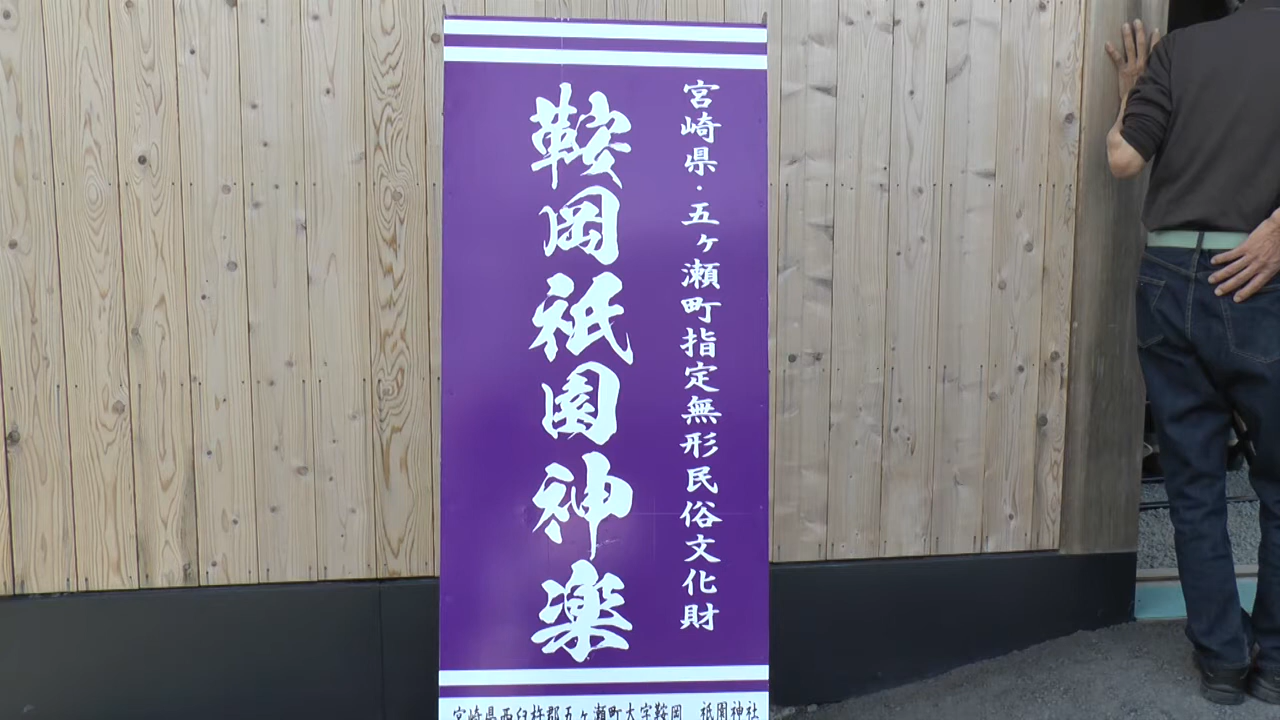 宮崎県・五ヶ瀬町指定無形民俗文化財
鞍岡祇園神楽
宮崎県西臼杵郡五ヶ瀬町大字鞍岡 祇園神社